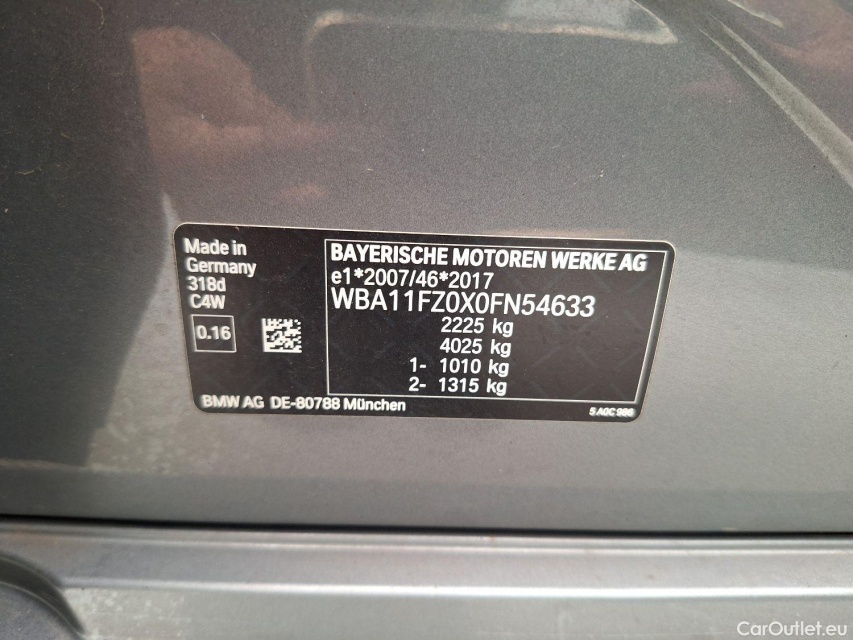 Made in
Germany
318d
C4W
0.16
BAYERISCHE MOTOREN WERKE AG
e1*2007/46*2017
WBA11FZ0X0FN54633
2225 kg
4025 kg
1- 1010 kg
2- 1315 kg
BMW AG DE-80788 München
5 A0C 986
CarOutlet.eu